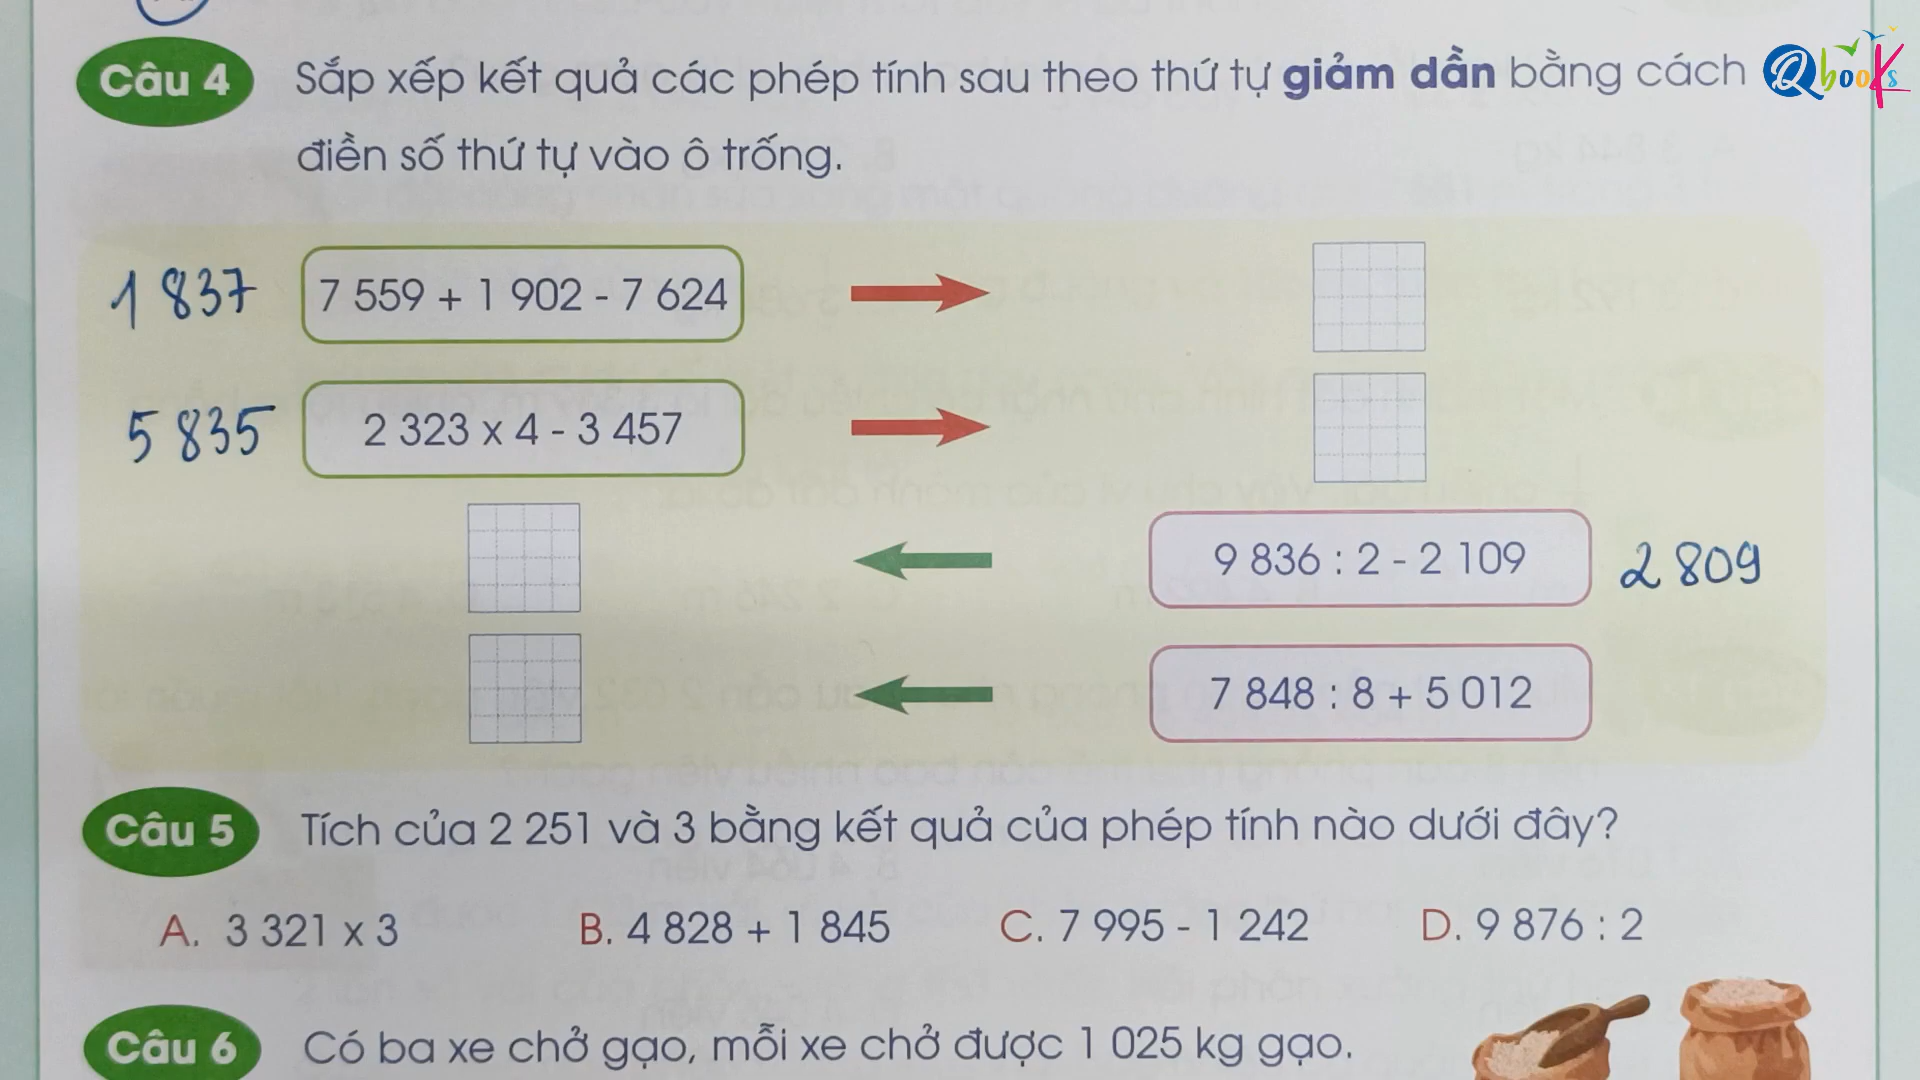 Qbooks
Câu 4 Sắp xếp kết quả các phép tính sau theo thứ tự giảm dần bằng cách
điền số thứ tự vào ô trống.
1 837 7 559 + 1 902 - 7 624
5 835 2 323 x 4 - 3 457
9 836 : 2 - 2 109 2 809
7 848 : 8 + 5 012
Câu 5 Tích của 2 251 và 3 bằng kết quả của phép tính nào dưới đây?
A. 3 321 x 3 B. 4 828 + 1 845 C. 7 995 - 1 242 D. 9 876 : 2
Câu 6 Có ba xe chở gạo, mỗi xe chở được 1 025 kg gạo.